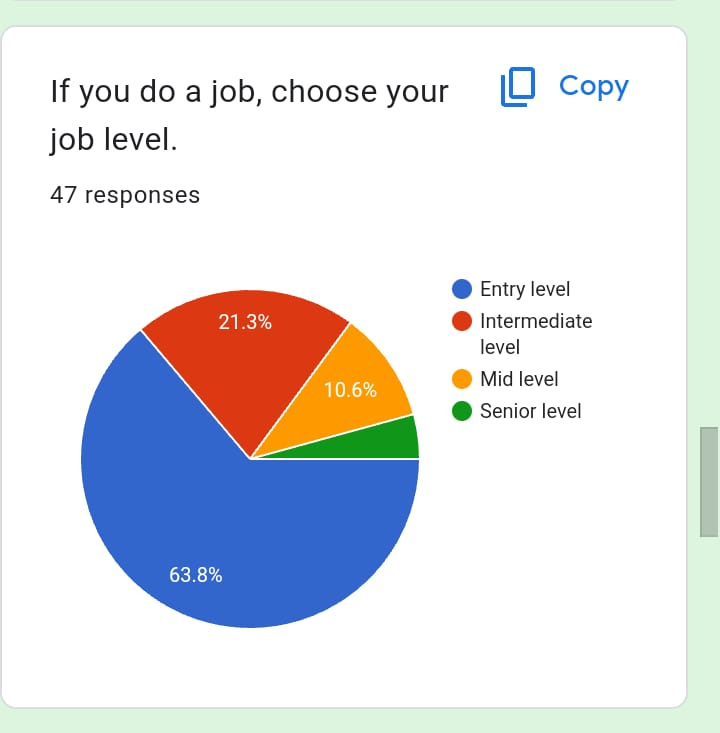 If you do a job, choose your
job level.
Copy
47 responses
Entry level
Intermediate
level
Mid level
Senior level
21.3%
10.6%
63.8%